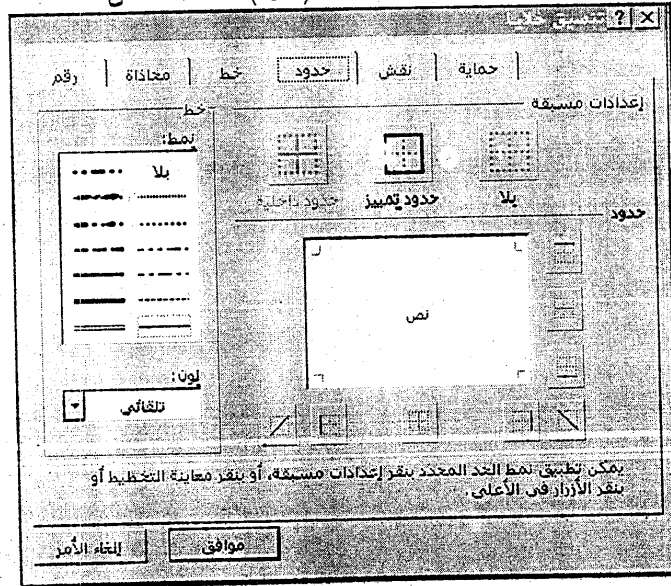 تنسيق خلايا
رقم محاذاة خط حدود نقش حماية
إعدادات مسبقة
بلا
حدود تمييز
حدود داخلية
حدود
نص
خط
نمط:
بلا
لون:
تلقائي
يمكن تطبيق نمط الحد المحدد بنقر إعدادات مسبقة، أو بنقر معاينة التخطيط أو
بنقر الأزرار في الأعلى.
موافق
إلغاء الأمر